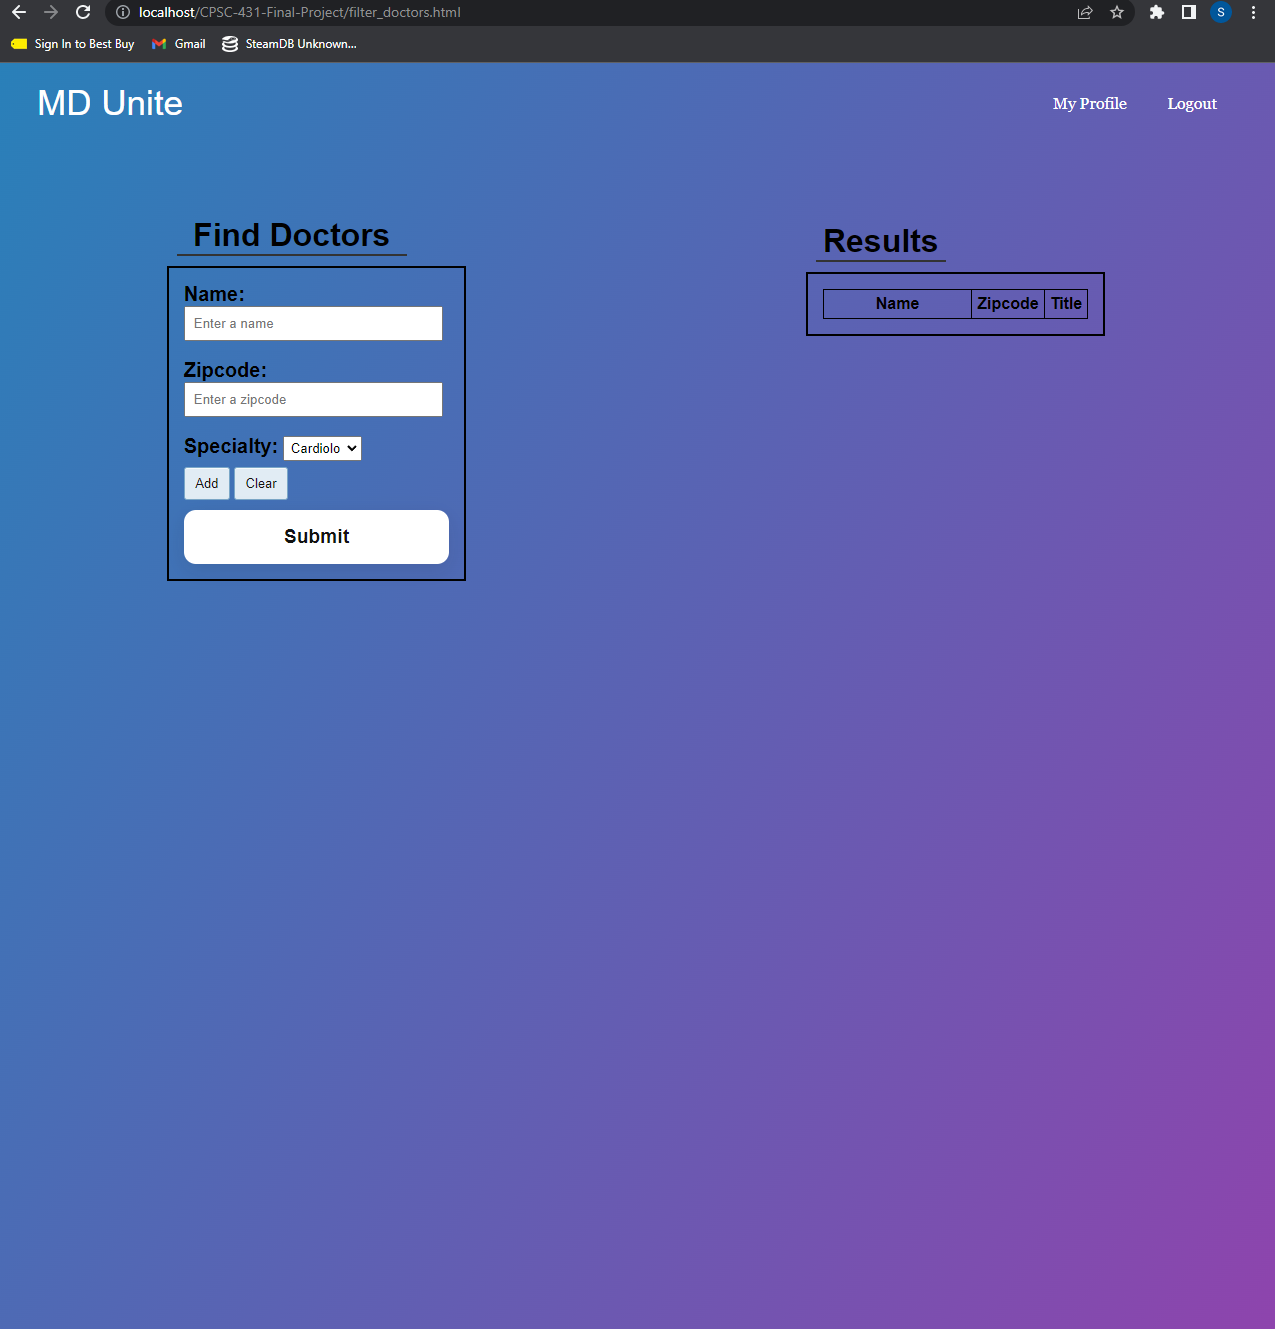 localhost/CPSC-431-Final-Project/filter_doctors.html
S
Sign In to Best Buy Gmail SteamDB Unknown...
MD Unite
My Profile Logout
Find Doctors
Name:
Enter a name
Zipcode:
Enter a zipcode
Specialty: Cardiolo
Add Clear
Submit
Results
Name Zipcode Title